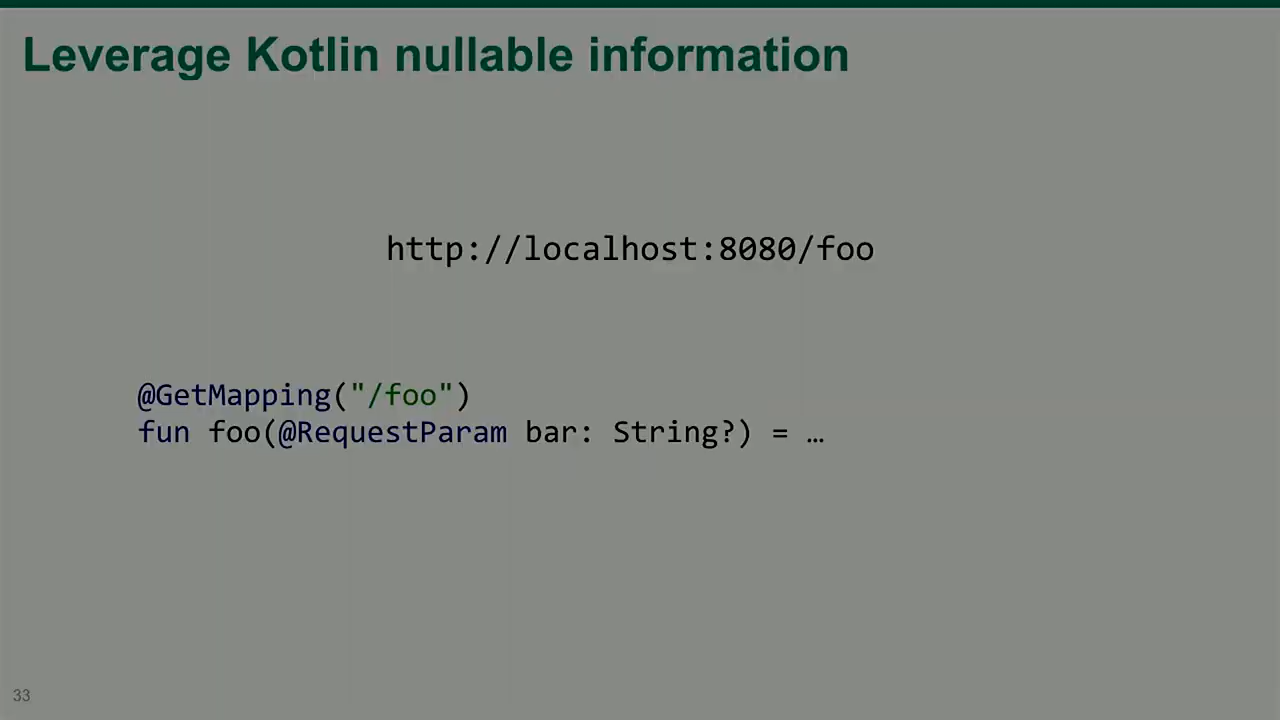 Leverage Kotlin nullable information
http://localhost:8080/foo
@GetMapping("/foo")
fun foo(@RequestParam bar: String?) = …
33